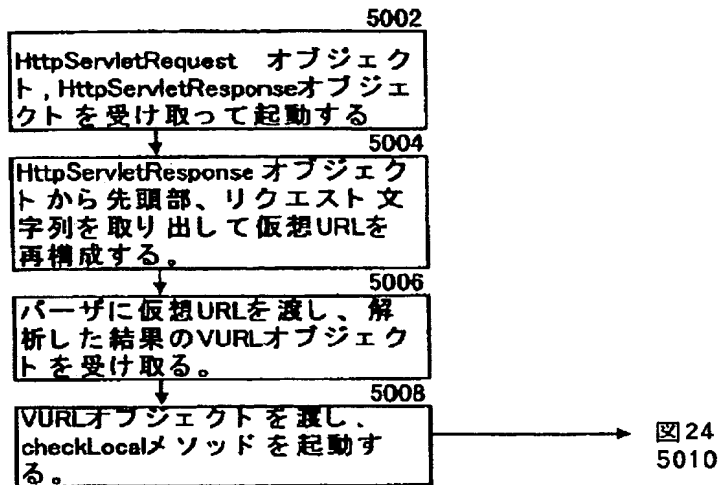 5002
HttpServletRequest オブジェク
ト,HttpServletResponseオブジェ
クトを受け取って起動する
5004
HttpServletResponse オブジェク
トから先頭部、リクエスト文
字列を取り出して仮想URLを
再構成する。
5006
パーザに仮想URLを渡し、解
析した結果のVURLオブジェク
トを受け取る。
5008
VURLオブジェクトを渡し、
checkLocalメソッドを起動す
る。
図24
5010